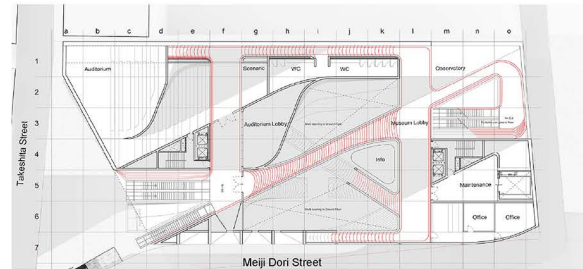 a b c d e f g h i j k l m n o
1
Auditorium
Scenario
WC
WC
Observatory
2
3
Auditorium Lobby
Museum Lobby
4
Info
5
Maintenance
6
Office
Office
7
Takeshita Street
Meiji Dori Street